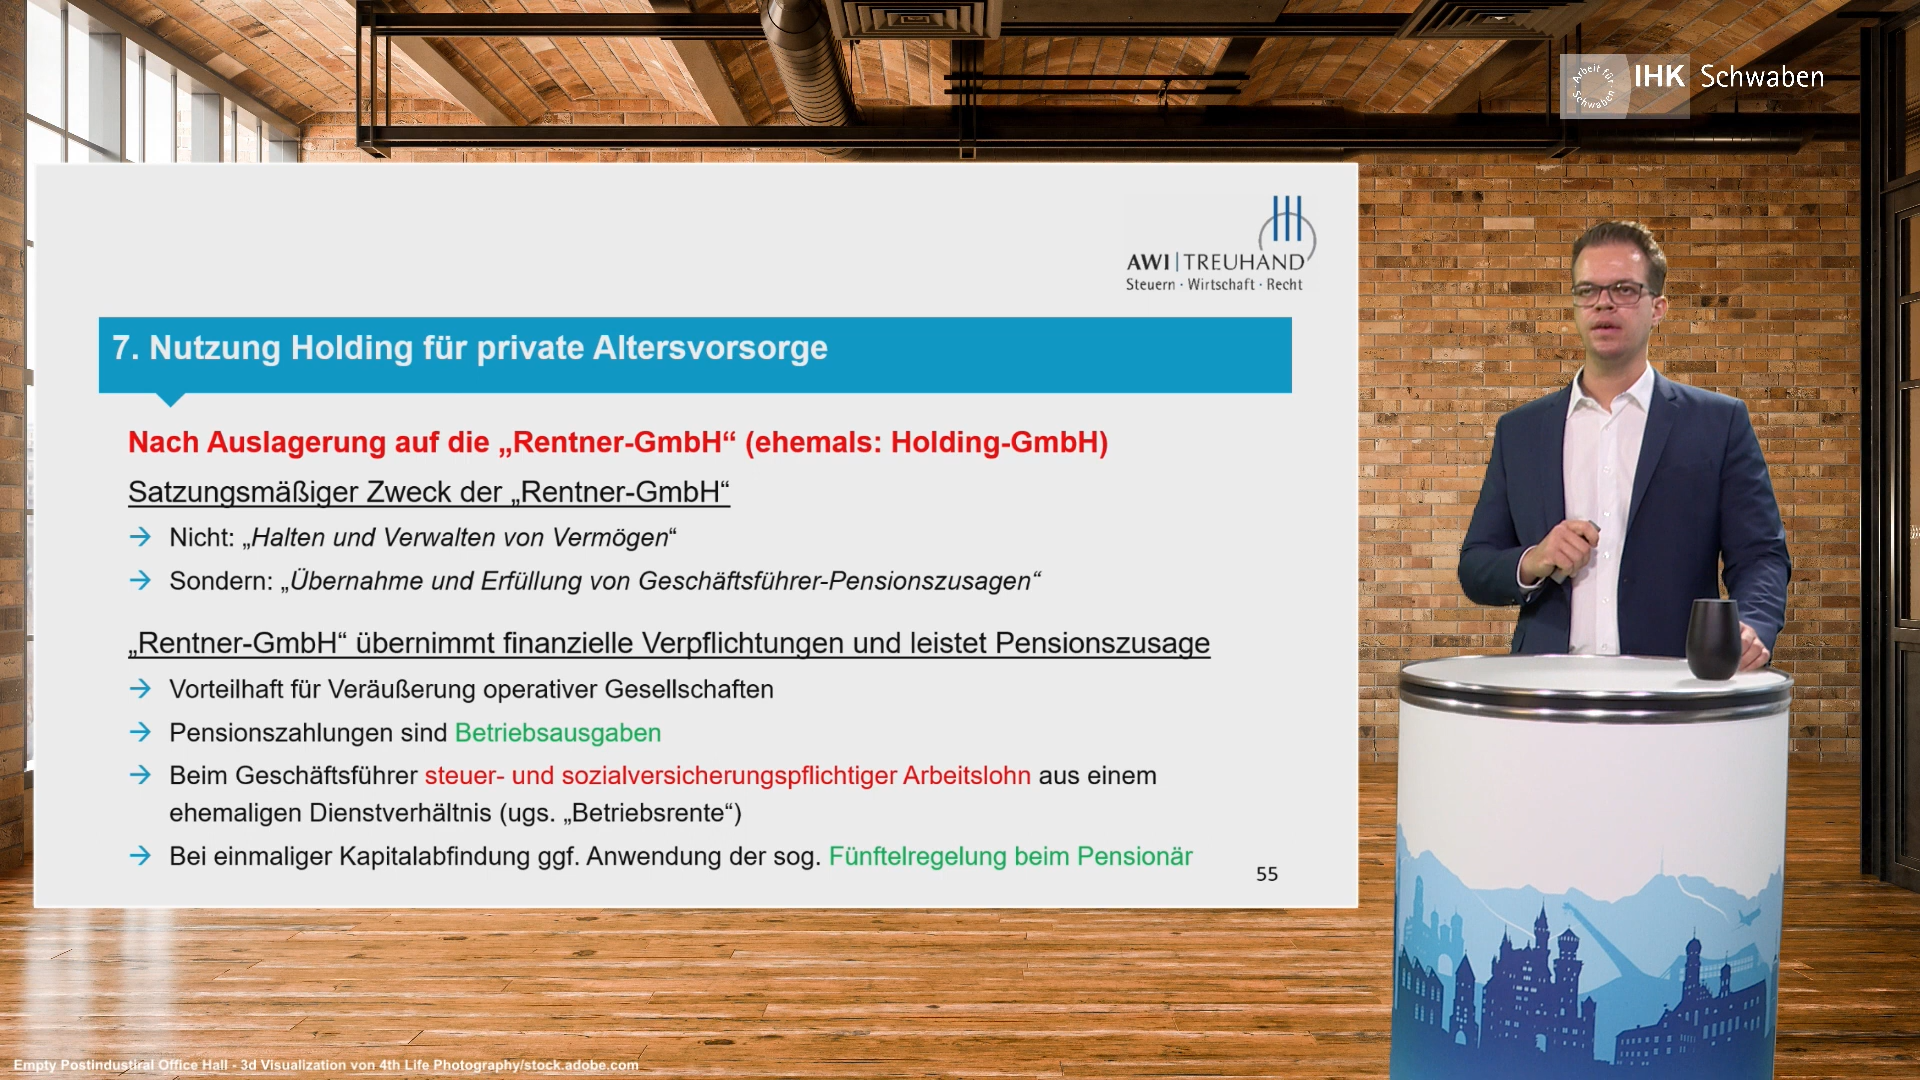 Arbeit für Schwaben
IHK Schwaben
AWI | TREUHAND
Steuern · Wirtschaft · Recht
7. Nutzung Holding für private Altersvorsorge
Nach Auslagerung auf die „Rentner-GmbH“ (ehemals: Holding-GmbH)
Satzungsmäßiger Zweck der „Rentner-GmbH“
→ Nicht: „Halten und Verwalten von Vermögen“
→ Sondern: „Übernahme und Erfüllung von Geschäftsführer-Pensionszusagen“
„Rentner-GmbH“ übernimmt finanzielle Verpflichtungen und leistet Pensionszusage
→ Vorteilhaft für Veräußerung operativer Gesellschaften
→ Pensionszahlungen sind Betriebsausgaben
→ Beim Geschäftsführer steuer- und sozialversicherungspflichtiger Arbeitslohn aus einem
ehemaligen Dienstverhältnis (ugs. „Betriebsrente“)
→ Bei einmaliger Kapitalabfindung ggf. Anwendung der sog. Fünftelregelung beim Pensionär
55
Empty Postindustiral Office Hall - 3d Visualization von 4th Life Photography/stock.adobe.com